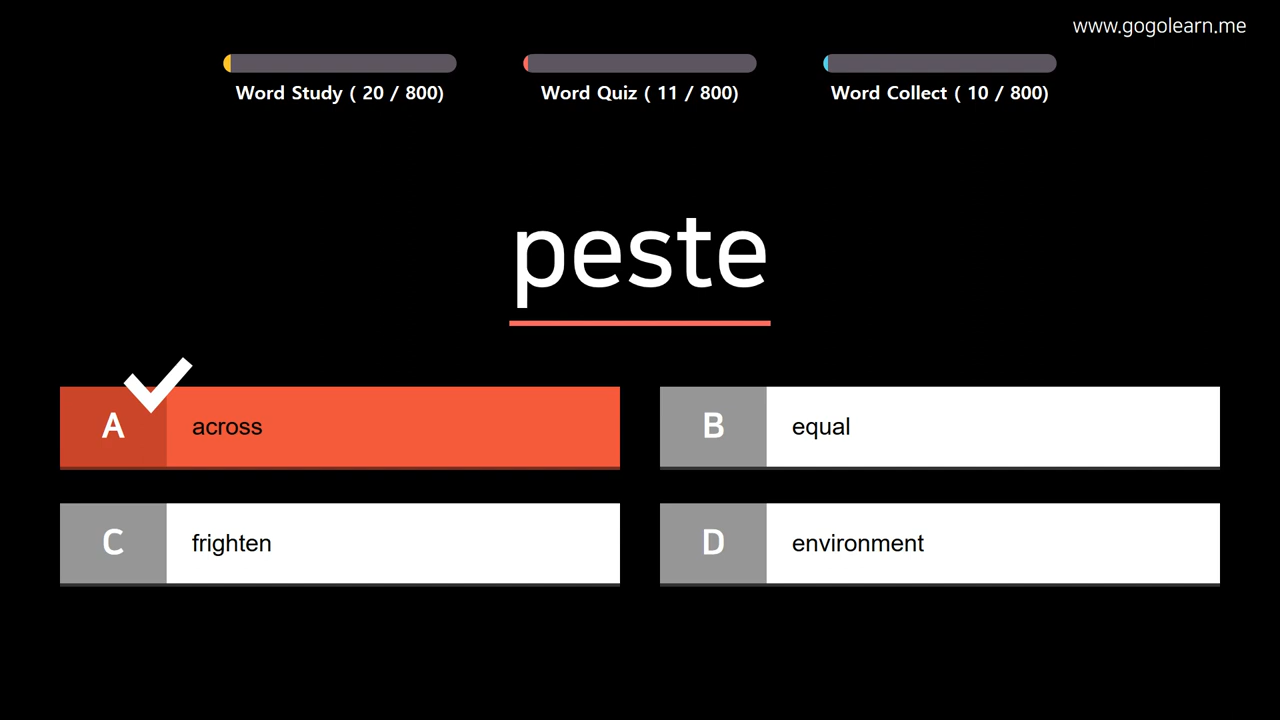 www.gogolearn.me
Word Study ( 20 / 800)
Word Quiz ( 11 / 800)
Word Collect ( 10 / 800)
peste
A across
B equal
C frighten
D environment